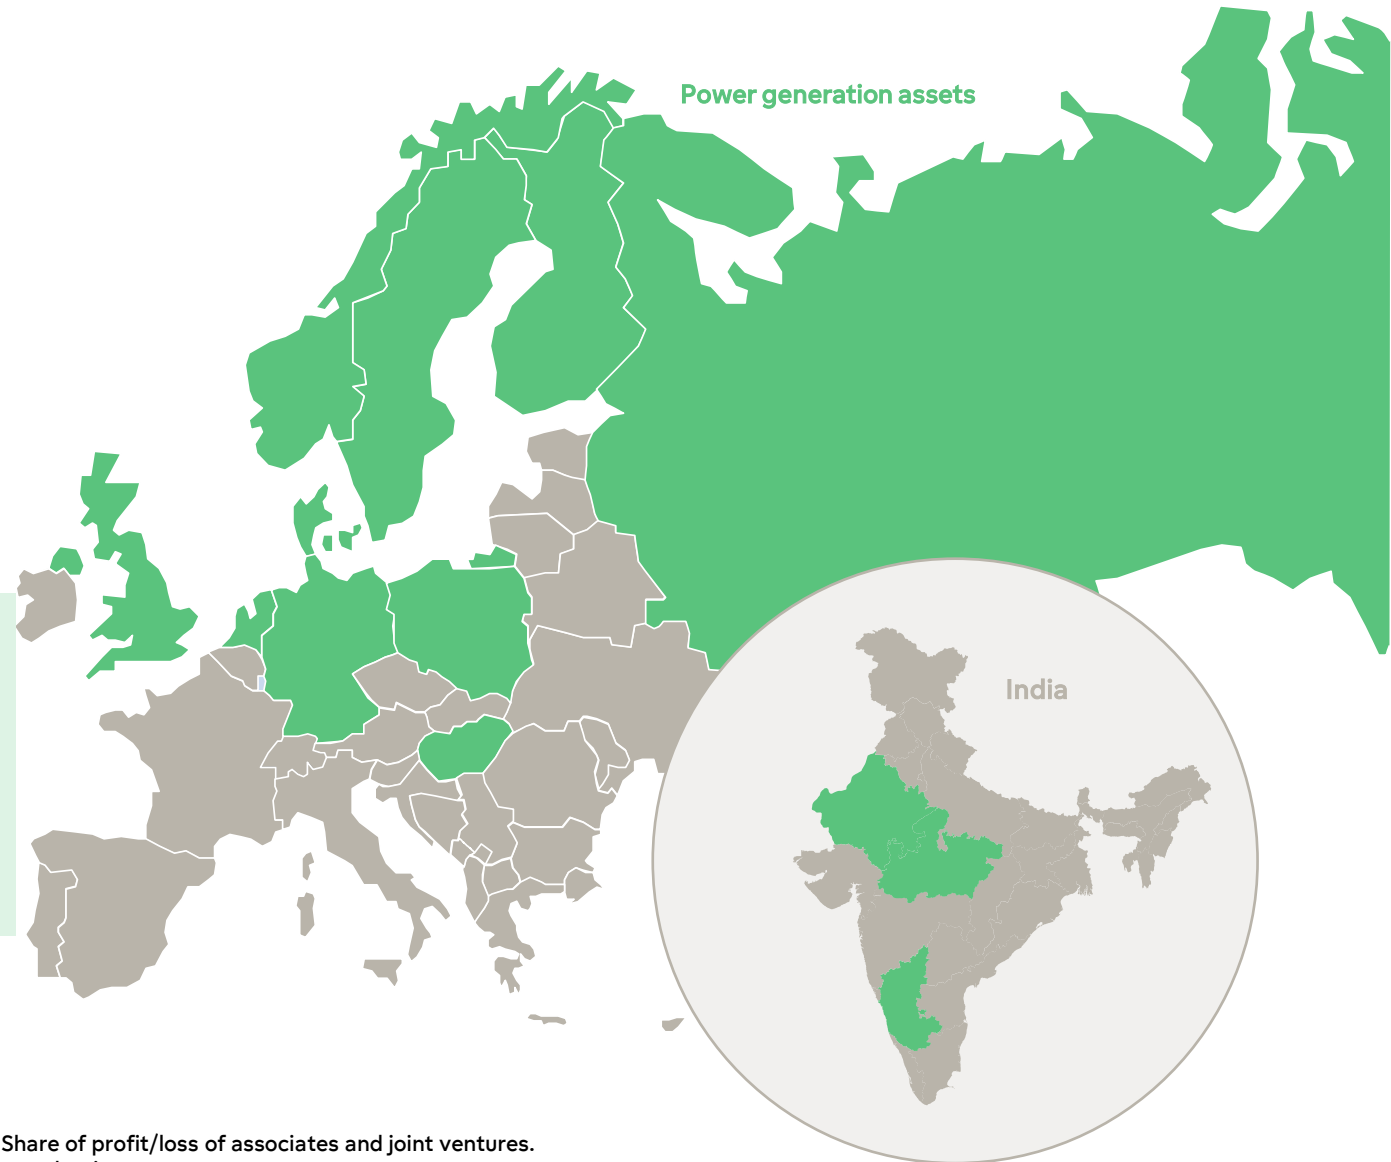 Power generation assets
India
Share of profit/loss of associates and joint ventures.